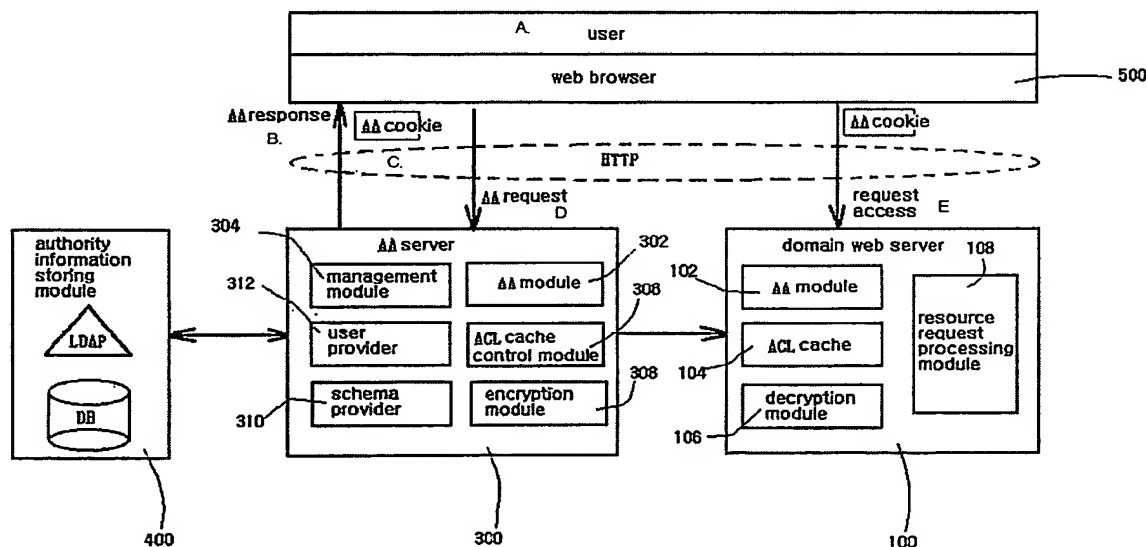 A.
user
web browser
500
AA response
AA cookie
AA cookie
B.
C.
HTTP
AA request
D
request
access
E
authority
information
storing
module
LDAP
DB
400
304
312
310
AA server
management
module
AA module
user
provider
ACL cache
control module
schema
provider
encryption
module
302
308
308
300
102
104
106
domain web server
AA module
ACL cache
decryption
module
108
resource
request
processing
module
100